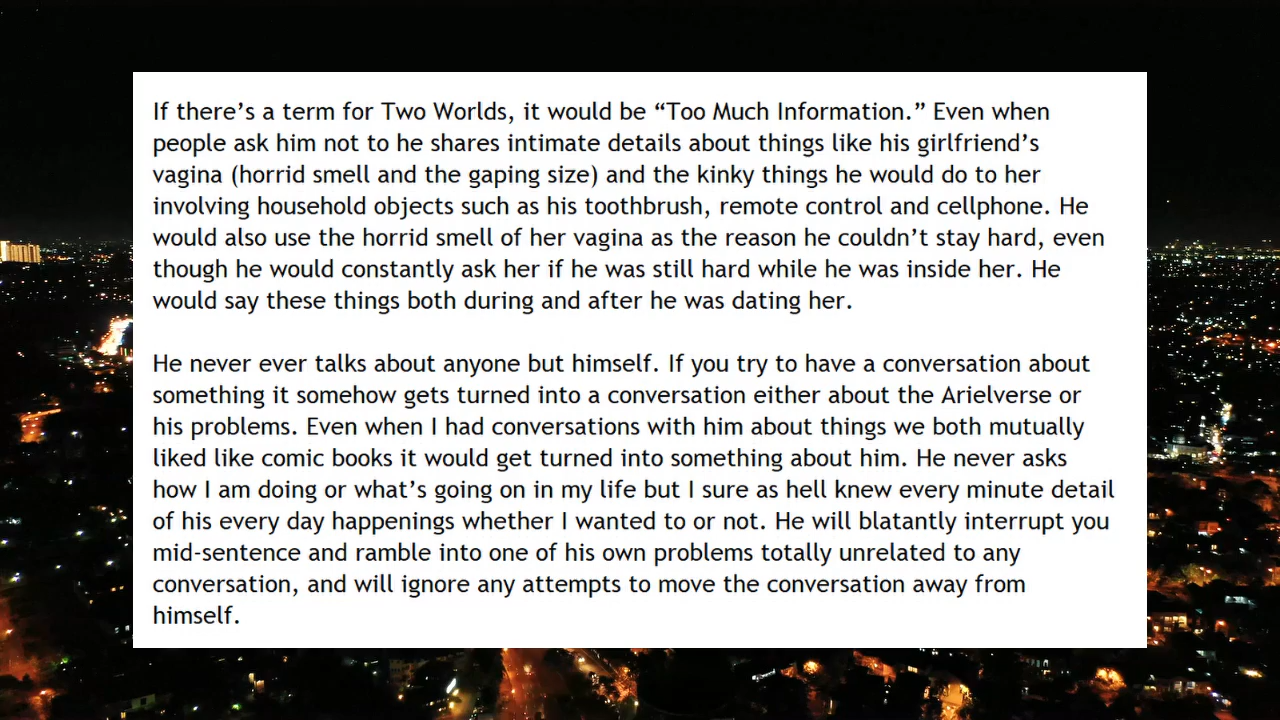 If there’s a term for Two Worlds, it would be “Too Much Information.” Even when
people ask him not to he shares intimate details about things like his girlfriend’s
vagina (horrid smell and the gaping size) and the kinky things he would do to her
involving household objects such as his toothbrush, remote control and cellphone. He
would also use the horrid smell of her vagina as the reason he couldn’t stay hard, even
though he would constantly ask her if he was still hard while he was inside her. He
would say these things both during and after he was dating her.
He never ever talks about anyone but himself. If you try to have a conversation about
something it somehow gets turned into a conversation either about the Arielverse or
his problems. Even when I had conversations with him about things we both mutually
liked like comic books it would get turned into something about him. He never asks
how I am doing or what’s going on in my life but I sure as hell knew every minute detail
of his every day happenings whether I wanted to or not. He will blatantly interrupt you
mid-sentence and ramble into one of his own problems totally unrelated to any
conversation, and will ignore any attempts to move the conversation away from
himself.